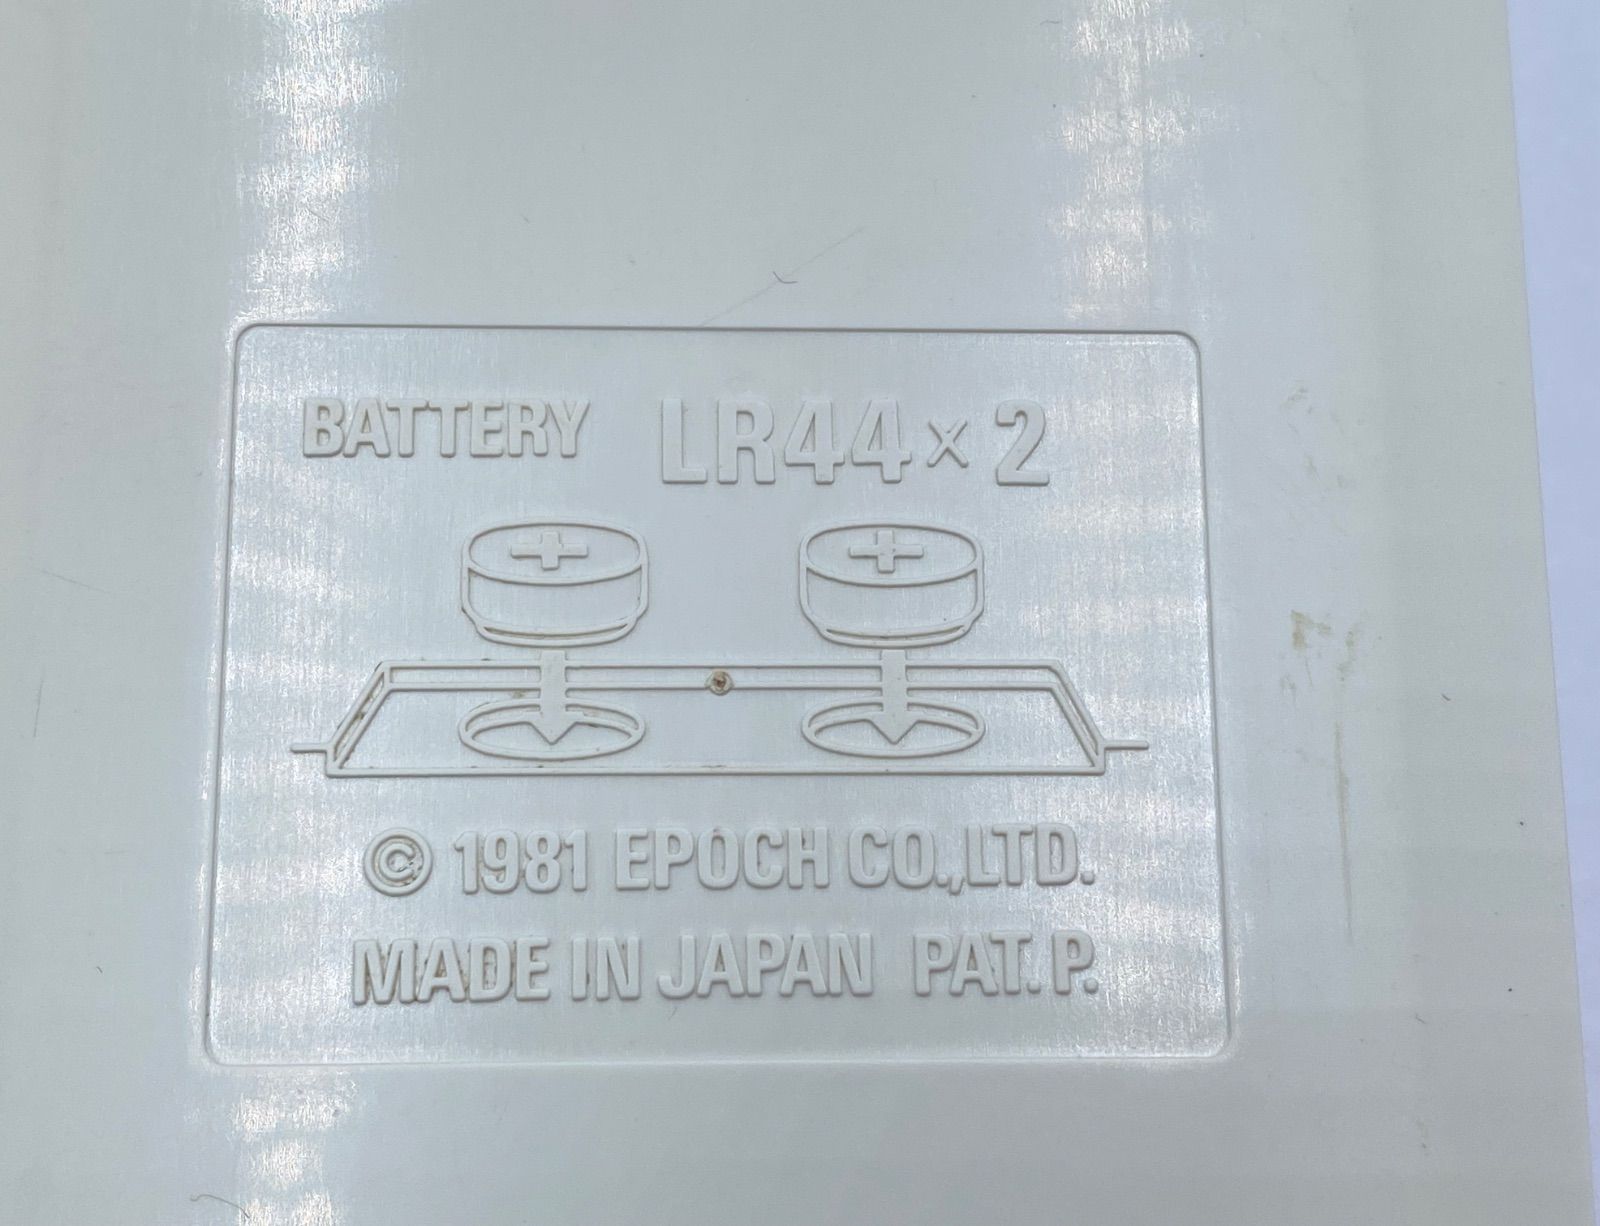 BATTERY LR44×2
+ +
© 1981 EPOCH CO.,LTD.
MADE IN JAPAN PAT.P.